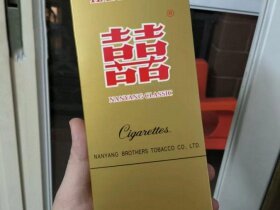 ®
囍
NANYANG CLASSIC
Cigarettes
NANYANG BROTHERS TOBACCO CO. LTD.